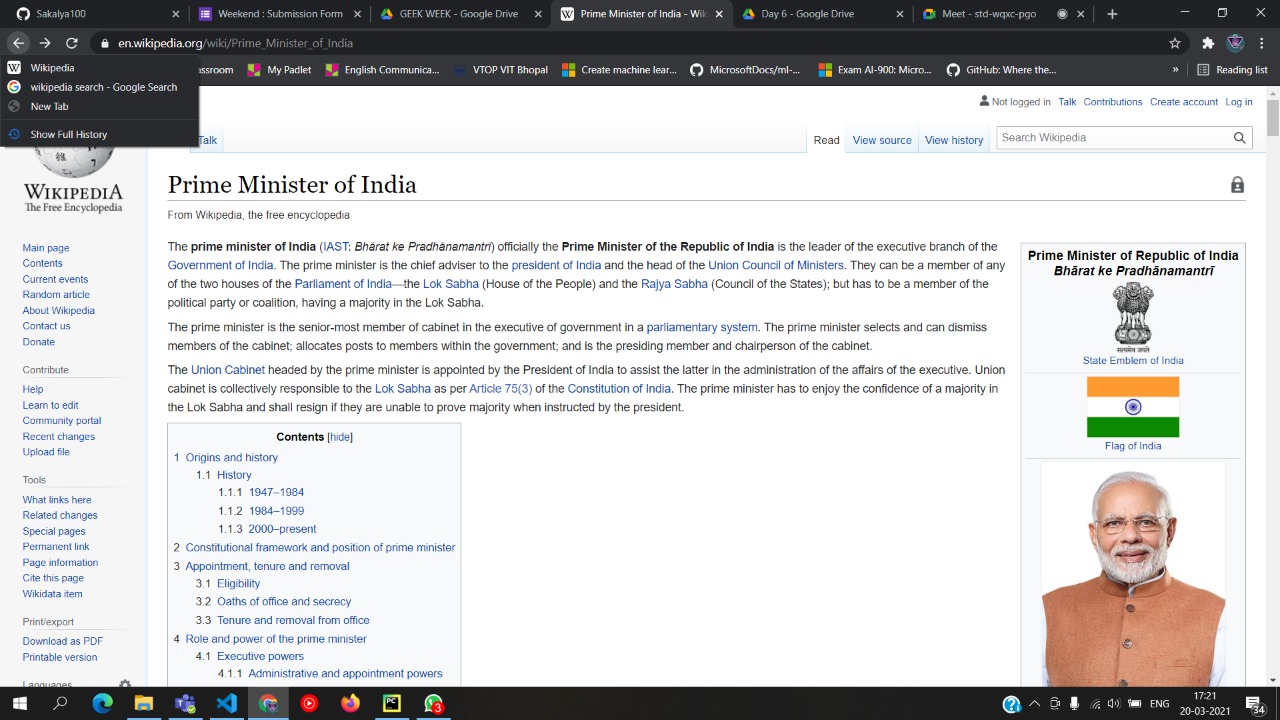 Sakalya100
Weekend : Submission Form
GEEK WEEK - Google Drive
Prime Minister of India - Wik
Day 6 - Google Drive
Meet - std-wqxc-pgo
en.wikipedia.org/wiki/Prime_Minister_of_India
Wikipedia
wikipedia search - Google Search
New Tab
Show Full History
assroom
My Padlet
English Communica...
VTOP VIT Bhopal
Create machine lear...
MicrosoftDocs/ml-...
Exam AI-900: Micro...
GitHub: Where the...
»
Reading list
Not logged in Talk Contributions Create account Log in
Talk
Read View source View history
Search Wikipedia
WIKIPEDIA
The Free Encyclopedia
Main page
Contents
Current events
Random article
About Wikipedia
Contact us
Donate
Contribute
Help
Learn to edit
Community portal
Recent changes
Upload file
Tools
What links here
Related changes
Special pages
Permanent link
Page information
Cite this page
Wikidata item
Print/export
Download as PDF
Printable version
Languages
Prime Minister of India
From Wikipedia, the free encyclopedia
The prime minister of India (IAST: Bhārat ke Pradhānamantrī) officially the Prime Minister of the Republic of India is the leader of the executive branch of the
Government of India. The prime minister is the chief adviser to the president of India and the head of the Union Council of Ministers. They can be a member of any
of the two houses of the Parliament of India—the Lok Sabha (House of the People) and the Rajya Sabha (Council of the States); but has to be a member of the
political party or coalition, having a majority in the Lok Sabha.
The prime minister is the senior-most member of cabinet in the executive of government in a parliamentary system. The prime minister selects and can dismiss
members of the cabinet; allocates posts to members within the government; and is the presiding member and chairperson of the cabinet.
The Union Cabinet headed by the prime minister is appointed by the President of India to assist the latter in the administration of the affairs of the executive. Union
cabinet is collectively responsible to the Lok Sabha as per Article 75(3) of the Constitution of India. The prime minister has to enjoy the confidence of a majority in
the Lok Sabha and shall resign if they are unable to prove majority when instructed by the president.
Contents [hide]
1 Origins and history
1.1 History
1.1.1 1947–1984
1.1.2 1984–1999
1.1.3 2000–present
2 Constitutional framework and position of prime minister
3 Appointment, tenure and removal
3.1 Eligibility
3.2 Oaths of office and secrecy
3.3 Tenure and removal from office
4 Role and power of the prime minister
4.1 Executive powers
4.1.1 Administrative and appointment powers
Prime Minister of Republic of India
Bhārat ke Pradhānamantrī
सत्यमेव जयते
State Emblem of India
Flag of India
3
ENG
17:21
20-03-2021
34